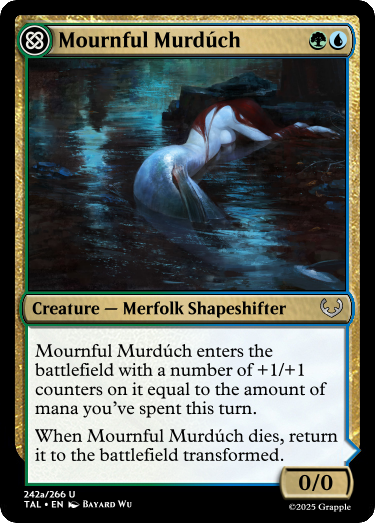 Mournful Murdúch
Creature — Merfolk Shapeshifter
Mournful Murdúch enters the
battlefield with a number of +1/+1
counters on it equal to the amount of
mana you've spent this turn.
When Mournful Murdúch dies, return
it to the battlefield transformed.
0/0
242a/266 U
TAL • EN Bayard Wu
©2025 Grapple